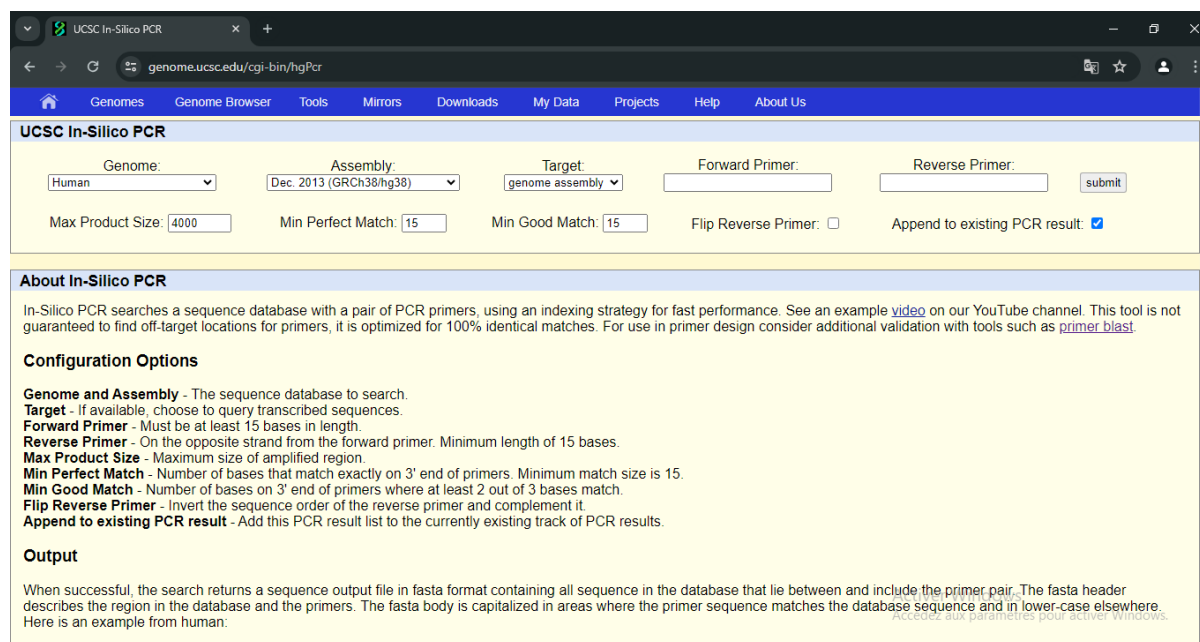 UCSC In-Silico PCR
genome.ucsc.edu/cgi-bin/hgPcr
Genomes Genome Browser Tools Mirrors Downloads My Data Projects Help About Us
UCSC In-Silico PCR
Genome: Assembly: Target: Forward Primer: Reverse Primer:
Human Dec. 2013 (GRCh38/hg38) genome assembly submit
Max Product Size: 4000 Min Perfect Match: 15 Min Good Match: 15 Flip Reverse Primer: Append to existing PCR result:
About In-Silico PCR
In-Silico PCR searches a sequence database with a pair of PCR primers, using an indexing strategy for fast performance. See an example video on our YouTube channel. This tool is not
guaranteed to find off-target locations for primers, it is optimized for 100% identical matches. For use in primer design consider additional validation with tools such as primer blast.
Configuration Options
Genome and Assembly - The sequence database to search.
Target - If available, choose to query transcribed sequences.
Forward Primer - Must be at least 15 bases in length.
Reverse Primer - On the opposite strand from the forward primer. Minimum length of 15 bases.
Max Product Size - Maximum size of amplified region.
Min Perfect Match - Number of bases that match exactly on 3' end of primers. Minimum match size is 15.
Min Good Match - Number of bases on 3' end of primers where at least 2 out of 3 bases match.
Flip Reverse Primer - Invert the sequence order of the reverse primer and complement it.
Append to existing PCR result - Add this PCR result list to the currently existing track of PCR results.
Output
When successful, the search returns a sequence output file in fasta format containing all sequence in the database that lie between and include the primer pair. The fasta header
describes the region in the database and the primers. The fasta body is capitalized in areas where the primer sequence matches the database sequence and in lower-case elsewhere.
Here is an example from human:
Activer Windows
Accédez aux paramètres pour activer Windows.